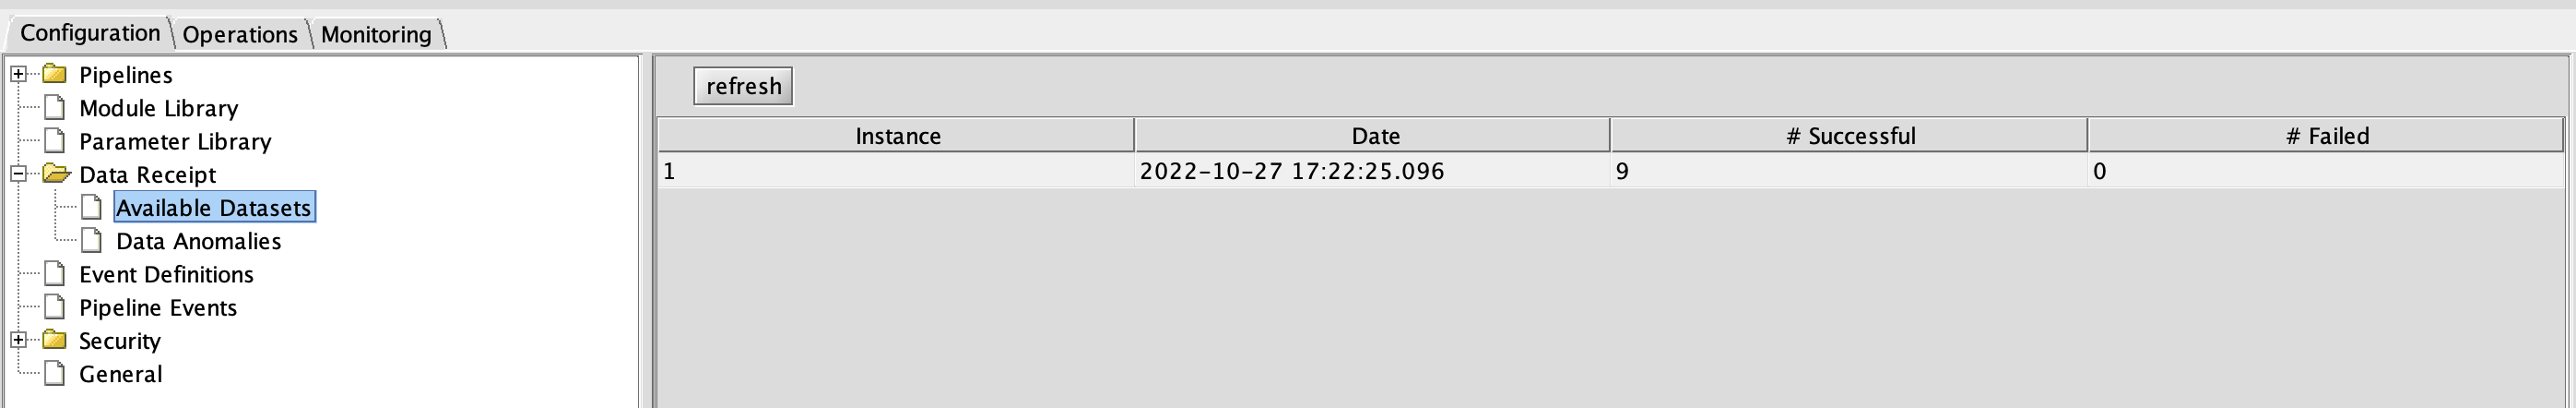 Configuration Operations Monitoring
Pipelines
Module Library
Parameter Library
Data Receipt
Available Datasets
Data Anomalies
Event Definitions
Pipeline Events
Security
General
refresh
Instance Date # Successful # Failed
1 2022-10-27 17:22:25.096 9 0